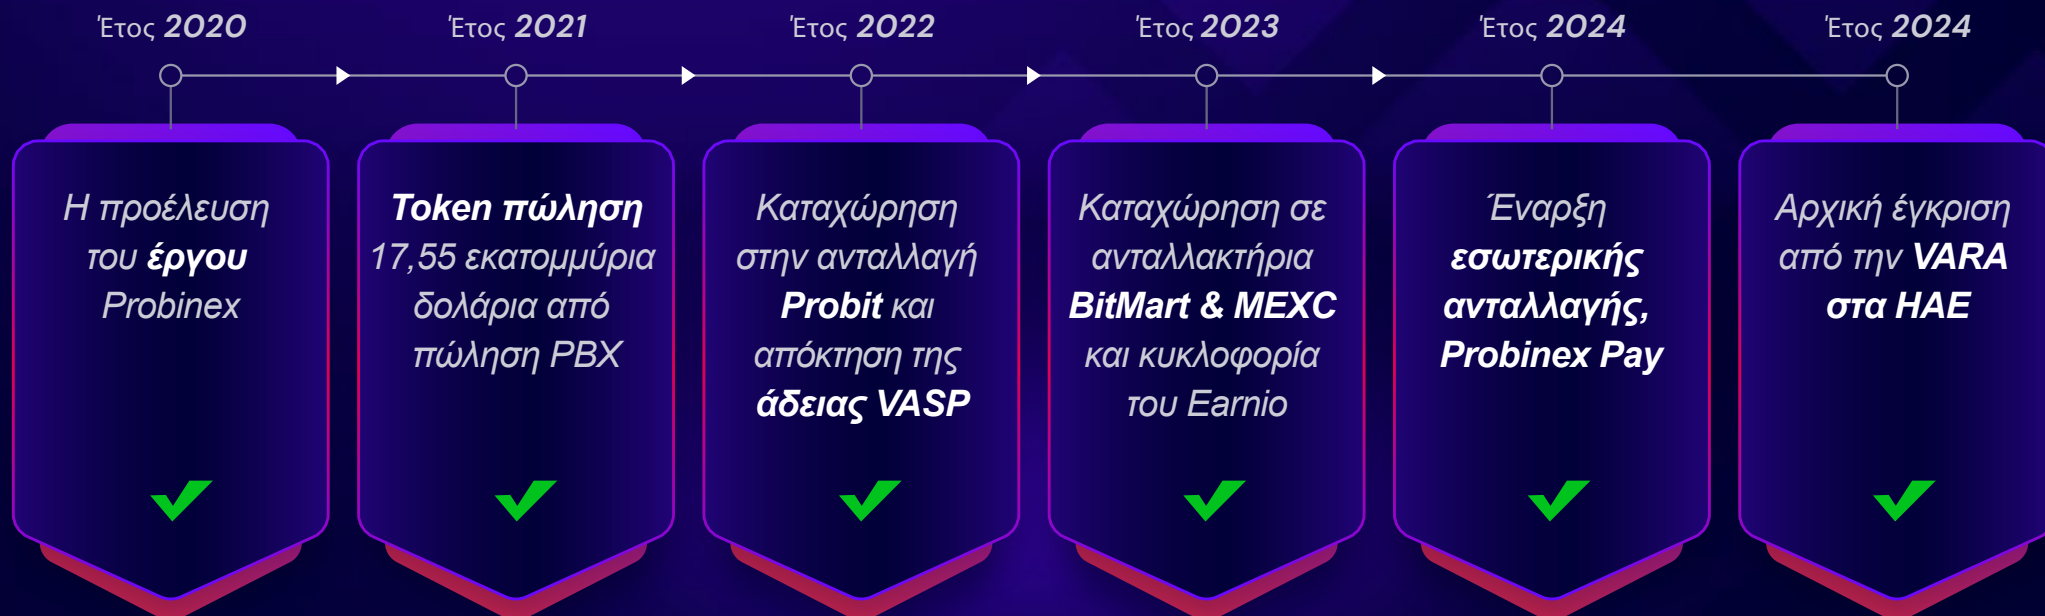 Έτος 2020
Η προέλευση
του έργου
Probinex
Έτος 2021
Token πώληση
17,55 εκατομμύρια
δολάρια από
πώληση PBX
Έτος 2022
Καταχώρηση
στην ανταλλαγή
Probit και
απόκτηση της
άδειας VASP
Έτος 2023
Καταχώρηση σε
ανταλλακτήρια
BitMart & MEXC
και κυκλοφορία
του Earnio
Έτος 2024
Έναρξη
εσωτερικής
ανταλλαγής,
Probinex Pay
Έτος 2024
Αρχική έγκριση
από την VARA
στα ΗΑΕ